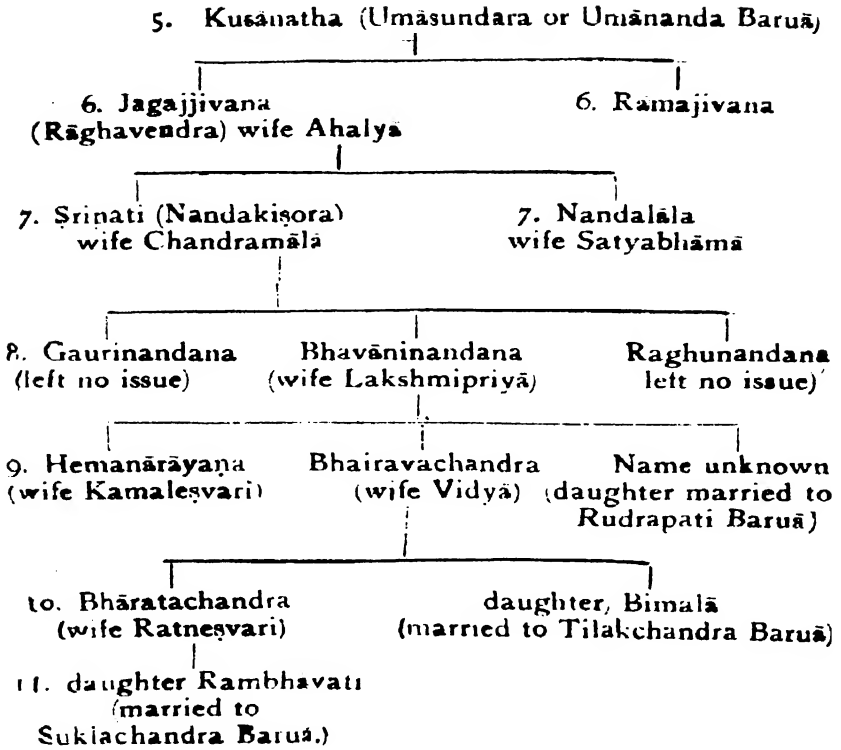 5. Kusānatha (Umāsundara or Umānanda Baruā)
6. Jagajjivana
(Rāghavendra) wife Ahalyā
6. Ramajivana
7. Ṣripati (Nandakiṣora)
wife Chandramālā
7. Nandalāla
wife Satyabhāmā
8. Gaurinandana
(left no issue)
Bhavāninandana
(wife Lakshmipriyā)
Raghunandana
left no issue)
9. Hemanārāyaṇa
(wife Kamaleṣvari)
Bhairavachandra
(wife Vidyā)
Name unknown
(daughter married to
Rudrapati Baruā)
10. Bhāratachandra
(wife Ratneṣvari)
daughter, Bimalā
(married to Tilakchandra Baruā)
11. daughter Rambhavati
(married to
Suklachandra Baruā.)